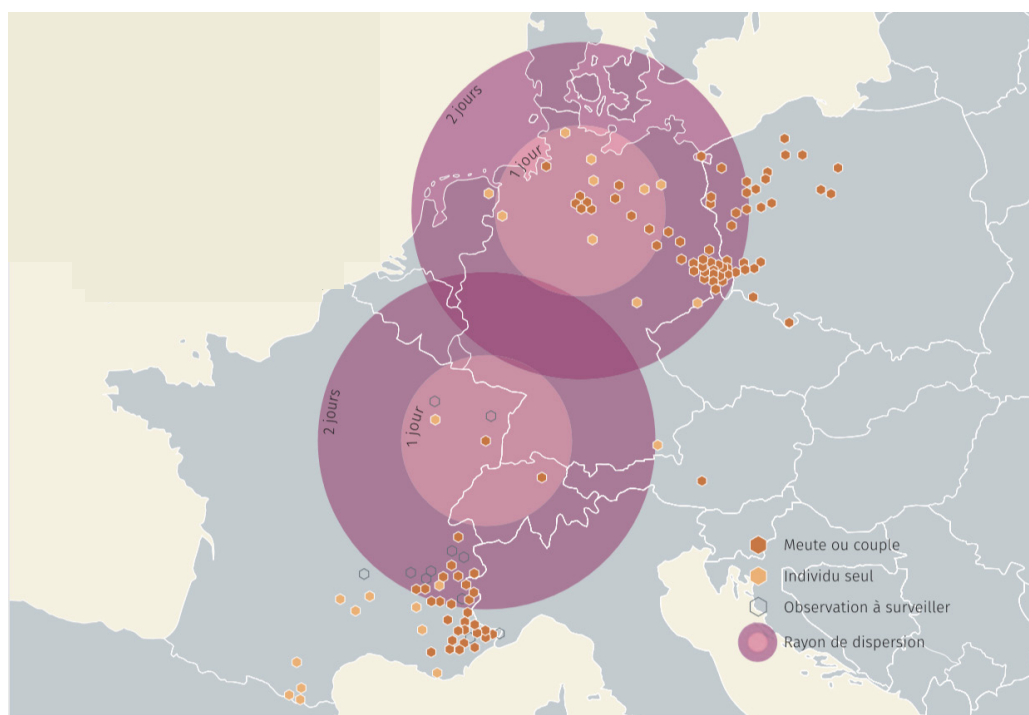 2 jours
1 jour
2 jours
1 jour
Meute ou couple
Individu seul
Observation à surveiller
Rayon de dispersion